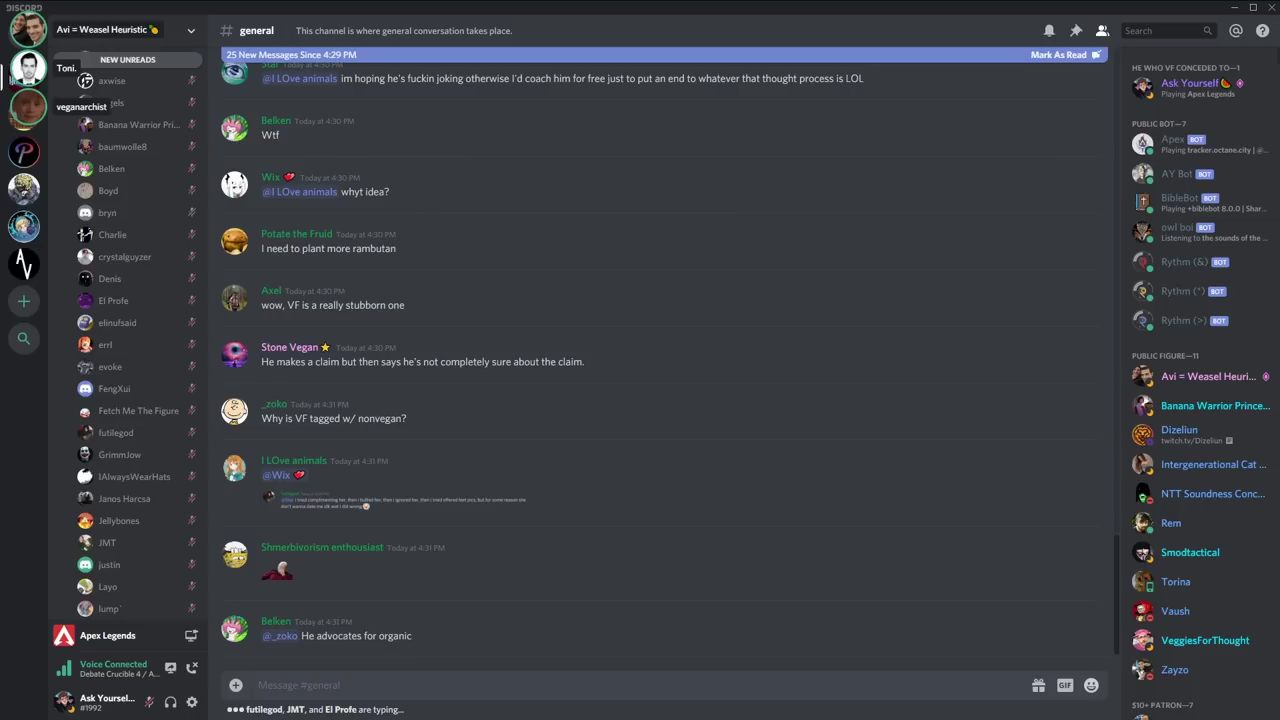 DISCORD
Avi = Weasel Heuristic
# general
This channel is where general conversation takes place.
Search
NEW UNREADS
25 New Messages Since 4:29 PM
Mark As Read
Toni.
veganarchist
axwise
gels
Banana Warrior Pri...
baumwolle8
Belken
Boyd
bryn
Charlie
crystalguyzer
Denis
El Profe
elinufsaid
errl
evoke
FengXui
Fetch Me The Figure
futilegod
GrimmJow
IAlwaysWearHats
Janos Harcsa
Jellybones
JMT
justin
Layo
lump`
Apex Legends
Voice Connected
Debate Crucible 4 / A...
Ask Yoursel...
#1992
Star Today at 4:30 PM
@I LOve animals im hoping he's fuckin joking otherwise I'd coach him for free just to put an end to whatever that thought process is LOL
Belken Today at 4:30 PM
Wtf
Wix Today at 4:30 PM
@I LOve animals whyt idea?
Potate the Fruid Today at 4:30 PM
I need to plant more rambutan
Axel Today at 4:30 PM
wow, VF is a really stubborn one
Stone Vegan Today at 4:30 PM
He makes a claim but then says he's not completely sure about the claim.
_zoko Today at 4:31 PM
Why is VF tagged w/ nonvegan?
I LOve animals Today at 4:31 PM
@Wix
Shmerbivorism enthusiast Today at 4:31 PM
Belken Today at 4:31 PM
@_zoko He advocates for organic
Message #general
GIF
futilegod, JMT, and El Profe are typing...
HE WHO VF CONCEDED TO—1
Ask Yourself
Playing Apex Legends
PUBLIC BOT—7
Apex BOT
Playing tracker.octane.city | @...
AY Bot BOT
BibleBot BOT
Playing +biblebot 8.0.0 | Shar...
owl boi BOT
Listening to the sounds of the ...
Rythm (&) BOT
Rythm (*) BOT
Rythm (>) BOT
PUBLIC FIGURE—11
Avi = Weasel Heuri...
Banana Warrior Prince...
Dizeliun
twitch.tv/Dizeliun
Intergenerational Cat ...
NTT Soundness Conc...
Rem
Smodtactical
Torina
Vaush
VeggiesForThought
Zayzo
$10+ PATRON—7